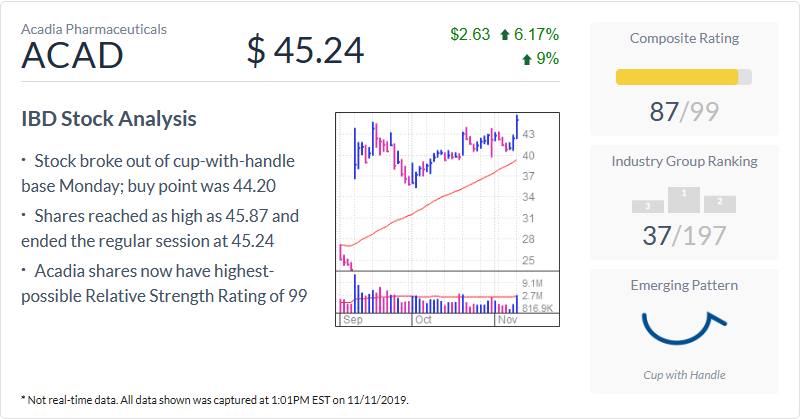 Acadia Pharmaceuticals
ACAD
$ 45.24
$2.63 6.17%
9%
IBD Stock Analysis
· Stock broke out of cup-with-handle
base Monday; buy point was 44.20
· Shares reached as high as 45.87 and
ended the regular session at 45.24
· Acadia shares now have highest-
possible Relative Strength Rating of 99
43
40
37
34
31
28
25
9.1M
2.7M
816.9K
Sep Oct Nov
Composite Rating
87/99
Industry Group Ranking
3 1 2
37/197
Emerging Pattern
Cup with Handle
* Not real-time data. All data shown was captured at 1:01PM EST on 11/11/2019.